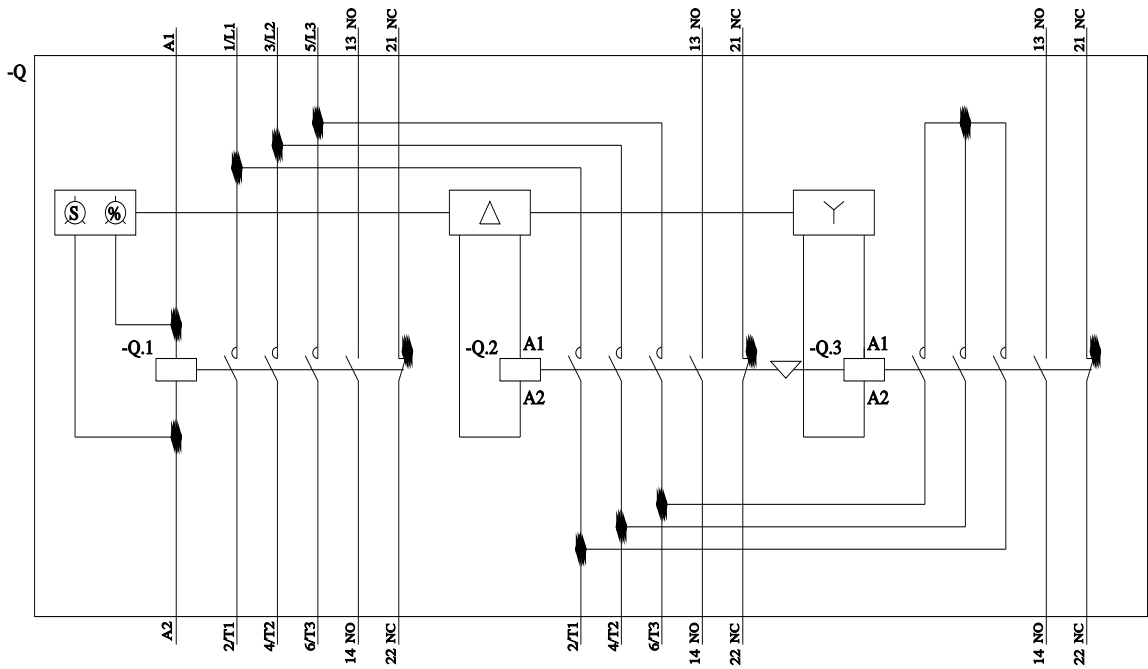 A1
1/L1
3/L2
5/L3
13 NO
21 NC
13 NO
21 NC
13 NO
21 NC
-Q
S
%
-Q.1
-Q.2
A1
-Q.3
A1
A2
A2
A2
2/T1
4/T2
6/T3
14 NO
22 NC
2/T1
4/T2
6/T3
14 NO
22 NC
14 NO
22 NC